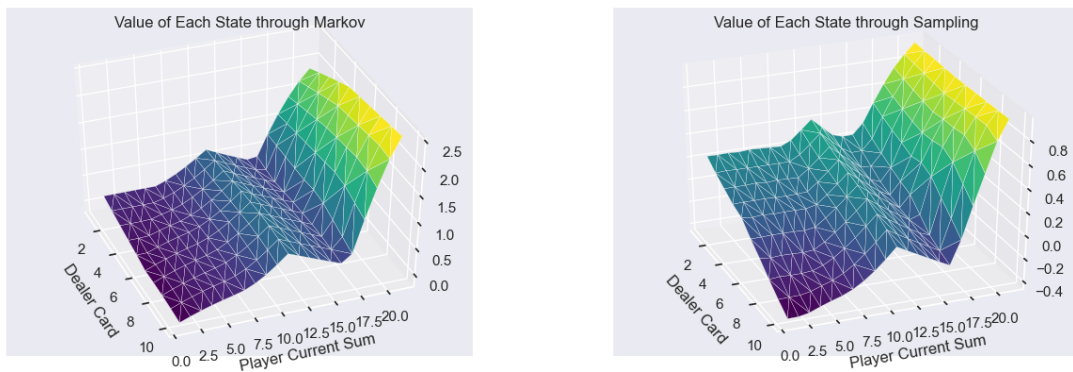 Value of Each State through Markov
2.5
2.0
1.5
1.0
0.5
0.0
2
4
6
8
10
Dealer Card
0.0 2.5 5.0 7.5 10.0 12.5 15.0 17.5 20.0
Player Current Sum
Value of Each State through Sampling
0.8
0.6
0.4
0.2
0.0
−0.2
−0.4
2
4
6
8
10
Dealer Card
0.0 2.5 5.0 7.5 10.0 12.5 15.0 17.5 20.0
Player Current Sum